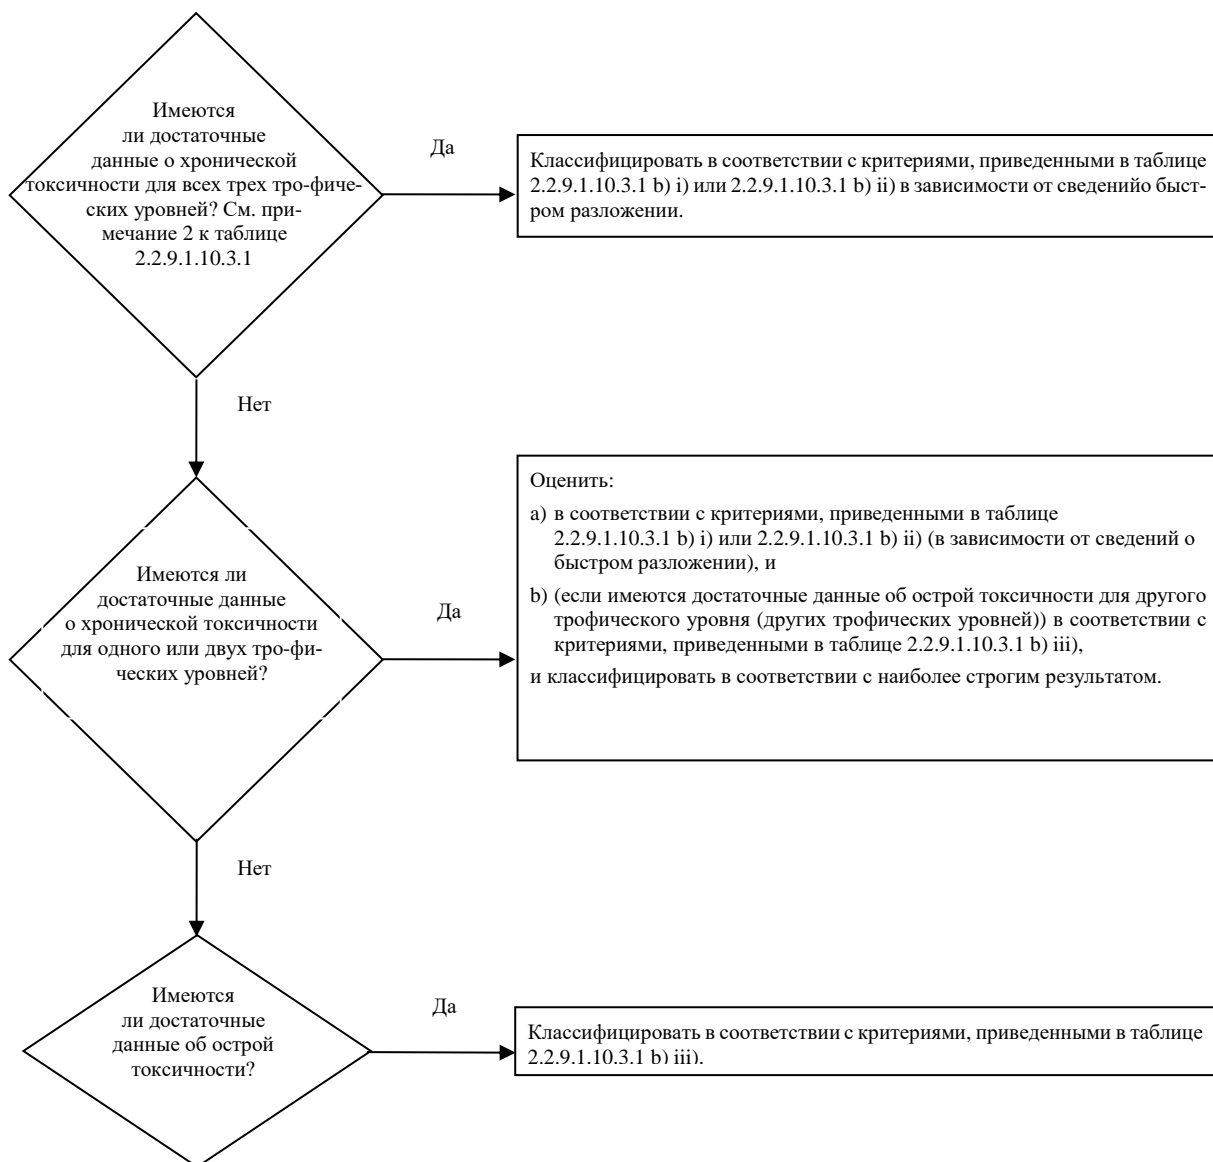 Имеются
ли достаточные
данные о хронической
токсичности для всех трех тро-фиче-
ских уровней? См. при-
мечание 2 к таблице
2.2.9.1.10.3.1
Да
Классифицировать в соответствии с критериями, приведенными в таблице
2.2.9.1.10.3.1 b) i) или 2.2.9.1.10.3.1 b) ii) в зависимости от сведенийо быст-
ром разложении.
Нет
Имеются ли
достаточные данные
о хронической токсичности
для одного или двух тро-фи-
ческих уровней?
Да
Оценить:
a) в соответствии с критериями, приведенными в таблице
2.2.9.1.10.3.1 b) i) или 2.2.9.1.10.3.1 b) ii) (в зависимости от сведений о
быстром разложении), и
b) (если имеются достаточные данные об острой токсичности для другого
трофического уровня (других трофических уровней)) в соответствии с
критериями, приведенными в таблице 2.2.9.1.10.3.1 b) iii),
и классифицировать в соответствии с наиболее строгим результатом.
Нет
Имеются
ли достаточные
данные об острой
токсичности?
Да
Классифицировать в соответствии с критериями, приведенными в таблице
2.2.9.1.10.3.1 b) iii).